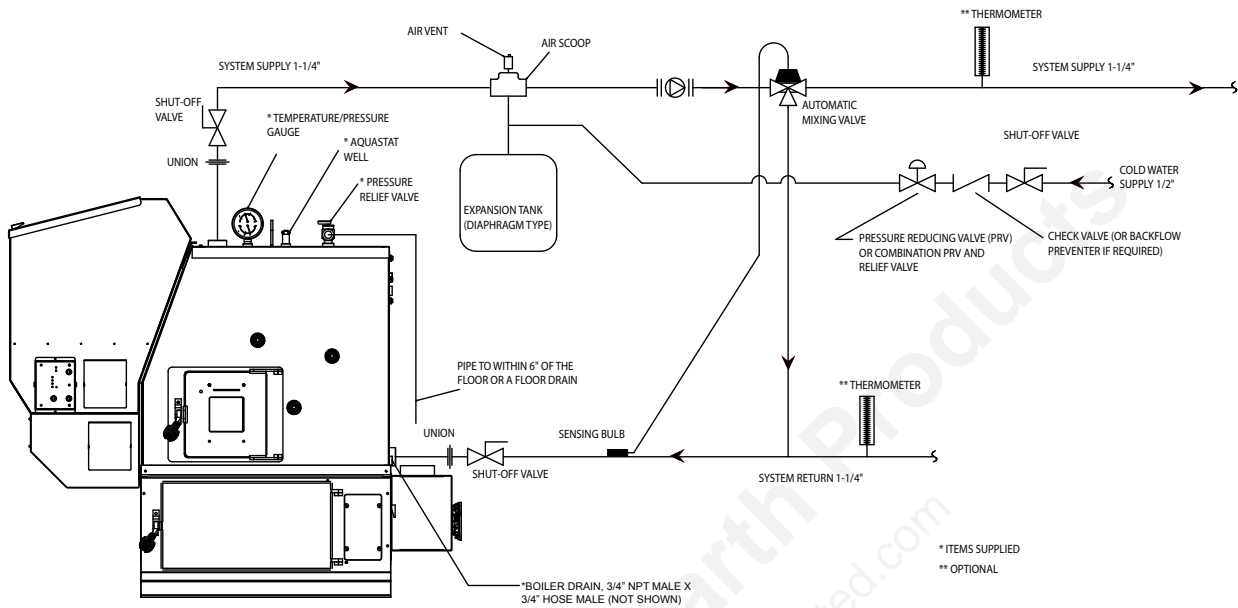 ** THERMOMETER
AIR VENT
AIR SCOOP
SYSTEM SUPPLY 1-1/4"
SYSTEM SUPPLY 1-1/4"
SHUT-OFF
VALVE
* TEMPERATURE/PRESSURE
GAUGE
AUTOMATIC
MIXING VALVE
* AQUASTAT
WELL
SHUT-OFF VALVE
UNION
* PRESSURE
RELIEF VALVE
COLD WATER
SUPPLY 1/2"
EXPANSION TANK
(DIAPHRAGM TYPE)
PRESSURE REDUCING VALVE (PRV)
OR COMBINATION PRV AND
RELIEF VALVE
CHECK VALVE (OR BACKFLOW
PREVENTER IF REQUIRED)
PIPE TO WITHIN 6" OF THE
FLOOR OR A FLOOR DRAIN
** THERMOMETER
UNION
SENSING BULB
SHUT-OFF VALVE
SYSTEM RETURN 1-1/4"
* ITEMS SUPPLIED
** OPTIONAL
*BOILER DRAIN, 3/4" NPT MALE X
3/4" HOSE MALE (NOT SHOWN)
arth Products
ted.com